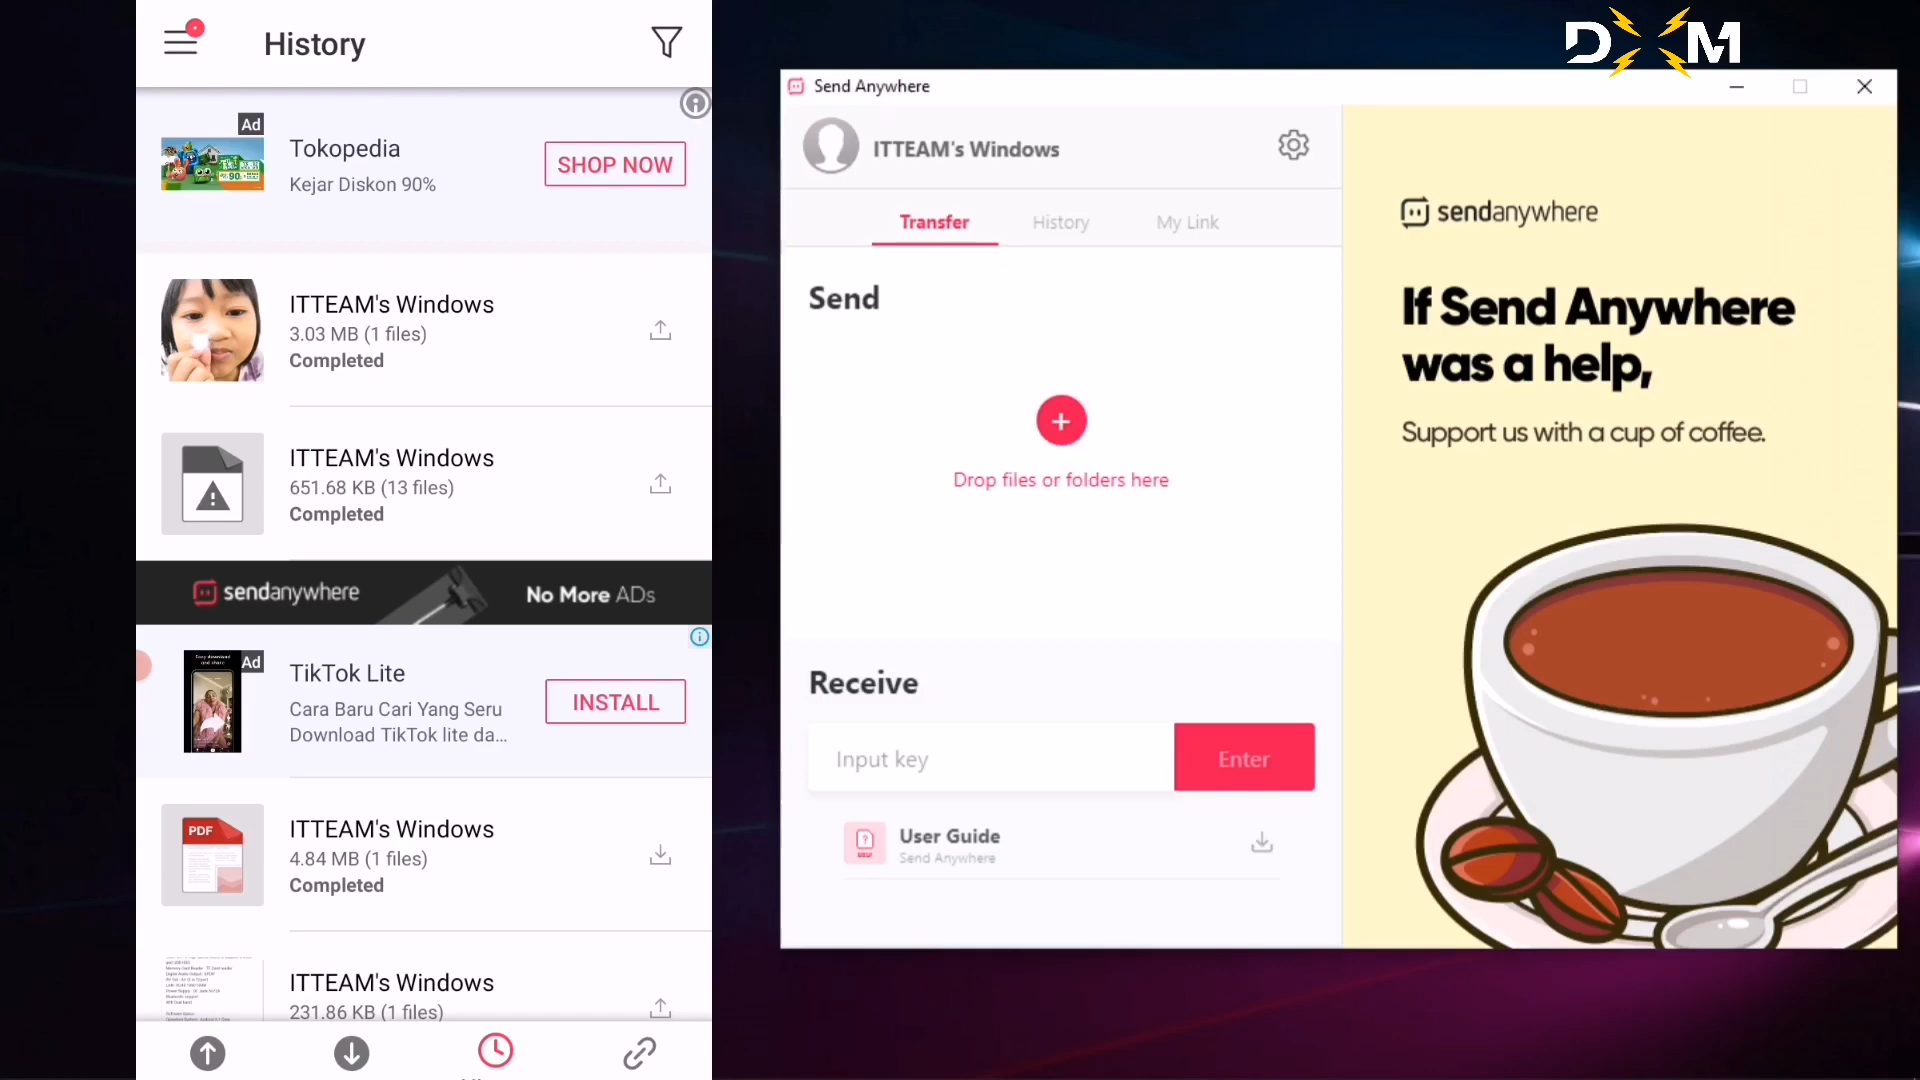 History
Ad
Tokopedia
Kejar Diskon 90%
SHOP NOW
ITTEAM's Windows
3.03 MB (1 files)
Completed
ITTEAM's Windows
651.68 KB (13 files)
Completed
sendanywhere
No More ADs
Ad
TikTok Lite
Cara Baru Cari Yang Seru
Download TikTok lite da...
INSTALL
PDF
ITTEAM's Windows
4.84 MB (1 files)
Completed
ITTEAM's Windows
231.86 KB (1 files)
DXM
Send Anywhere
ITTEAM's Windows
Transfer
History
My Link
Send
+
Drop files or folders here
Receive
Input key
Enter
User Guide
Send Anywhere
sendanywhere
If Send Anywhere
was a help,
Support us with a cup of coffee.